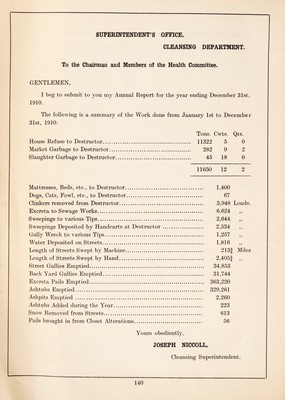 SUPERINTENDENT'S OFFICE,
CLEANSING DEPARTMENT.
To the Chairman and Members of the Health Committee.
GENTLEMEN,
I beg to submit to you my Annual Report for the year ending December 31st,
1910.
The following is a summary of the Work done from January 1st to December
31st, 1910.
Tons. Cwts. Qrs.
House Refuse to Destructor 11322 5 0
Market Garbage to Destructor 282 9 2
Slaughter Garbage to Destructor 45 18 0
11650 12 2
Mattresses, Beds, etc., to Destructor 1,400
Dogs, Cats, Fowl, etc., to Destructor 67
Clinkers removed from Destructor 3,948 Loads.
Excreta to Sewage Works 6,624 ,,
Sweepings to various Tips 2,644 ,,
Sweepings Deposited by Handcarts at Destructor 2,534 ,,
Gully Wreck to various Tips 1,257 ,,
Water Deposited on Streets 1,816 ,,
Length of Streets Swept by Machine 213¾ Miles
Length of Streets Swept by Hand 2,405¾ ,,
Street Gullies Emptied 34,853
Back Yard Gullies Emptied 31,744
Excreta Pails Emptied 363,220
Ashtubs Emptied 329,261
Ashpits Emptied 2,260
Ashtubs Added during the Year 223
Snow Removed from Streets 613
Pails brought in from Closet Alterations 56
Yours obediently,
JOSEPH NICCOLL,
Cleansing Superintendent.
140